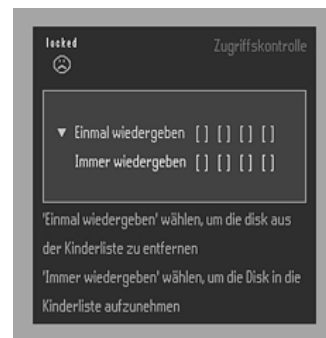 locked
Zugriffskontrolle
▼ Einmal wiedergeben [ ] [ ] [ ] [ ]
Immer wiedergeben [ ] [ ] [ ] [ ]
'Einmal wiedergeben' wählen, um die disk aus
der Kinderliste zu entfernen
'Immer wiedergeben' wählen, um die Disk in die
Kinderliste aufzunehmen